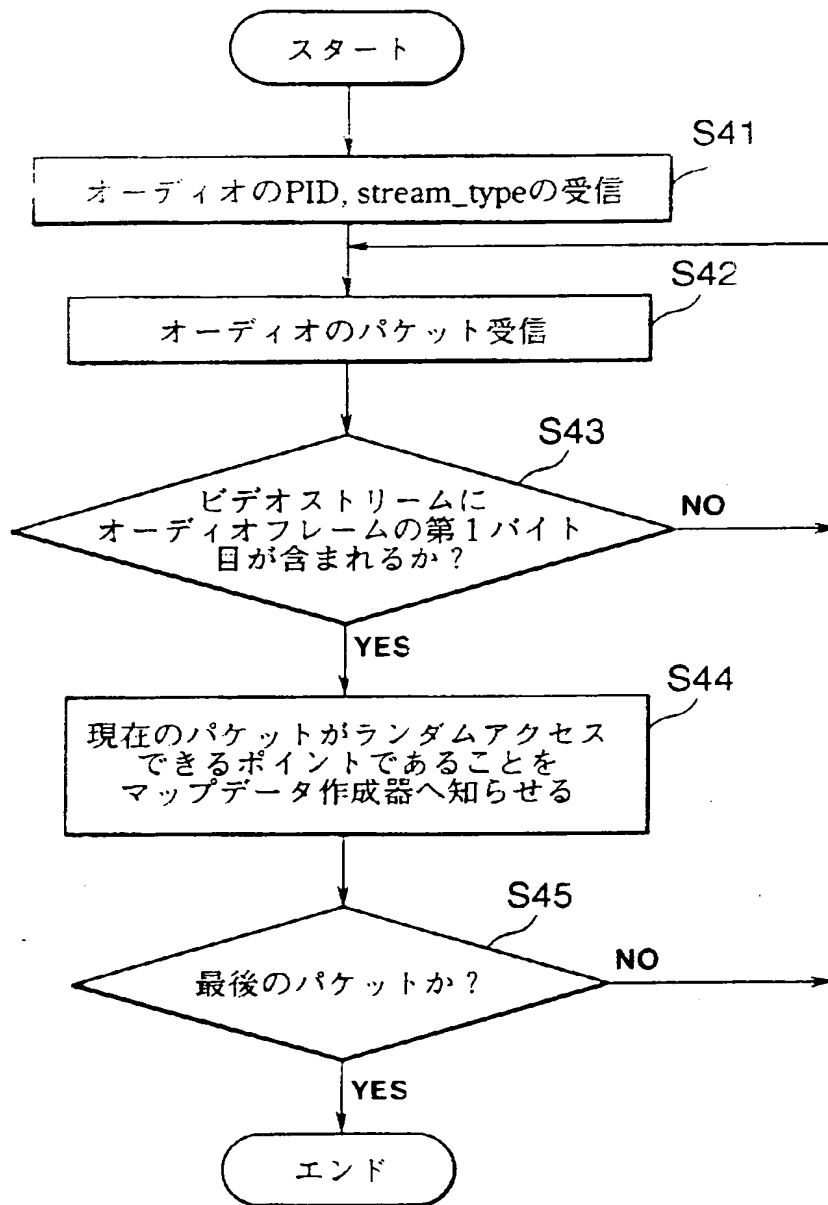 スタート
S41
オーディオのPID, stream_typeの受信
S42
オーディオのパケット受信
S43
ビデオストリームに
オーディオフレームの第1バイト
目が含まれるか?
NO
YES
S44
現在のパケットがランダムアクセス
できるポイントであることを
マップデータ作成器へ知らせる
S45
最後のパケットか?
NO
YES
エンド